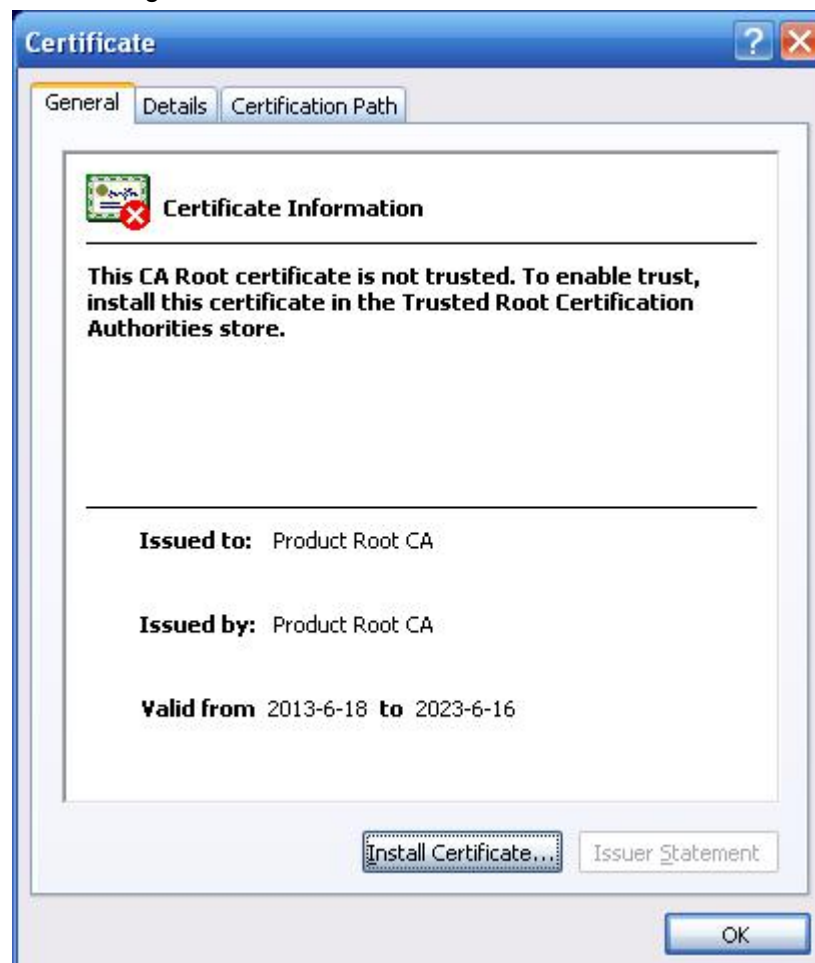 Certificate
General Details Certification Path
Certificate Information
This CA Root certificate is not trusted. To enable trust,
install this certificate in the Trusted Root Certification
Authorities store.
Issued to: Product Root CA
Issued by: Product Root CA
Valid from 2013-6-18 to 2023-6-16
Install Certificate... Issuer Statement
OK